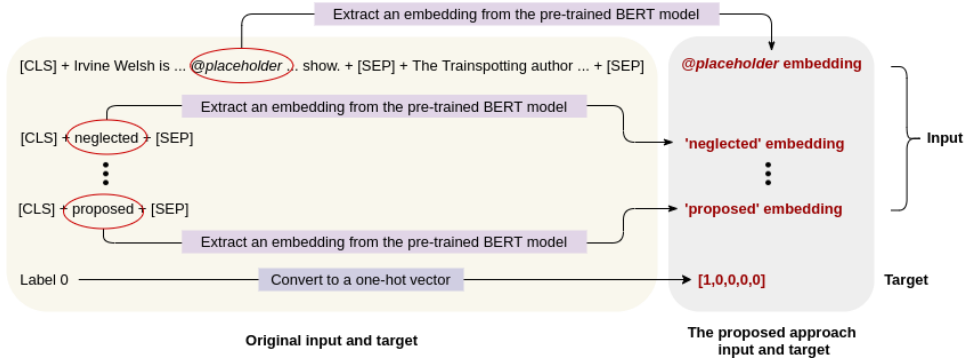 Extract an embedding from the pre-trained BERT model
[CLS] + Irvine Welsh is ... @placeholder ... show. + [SEP] + The Trainspotting author ... + [SEP]
@placeholder embedding
Extract an embedding from the pre-trained BERT model
[CLS] + neglected + [SEP]
'neglected' embedding
Input
[CLS] + proposed + [SEP]
'proposed' embedding
Extract an embedding from the pre-trained BERT model
Label 0
Convert to a one-hot vector
[1,0,0,0,0]
Target
Original input and target
The proposed approach
input and target